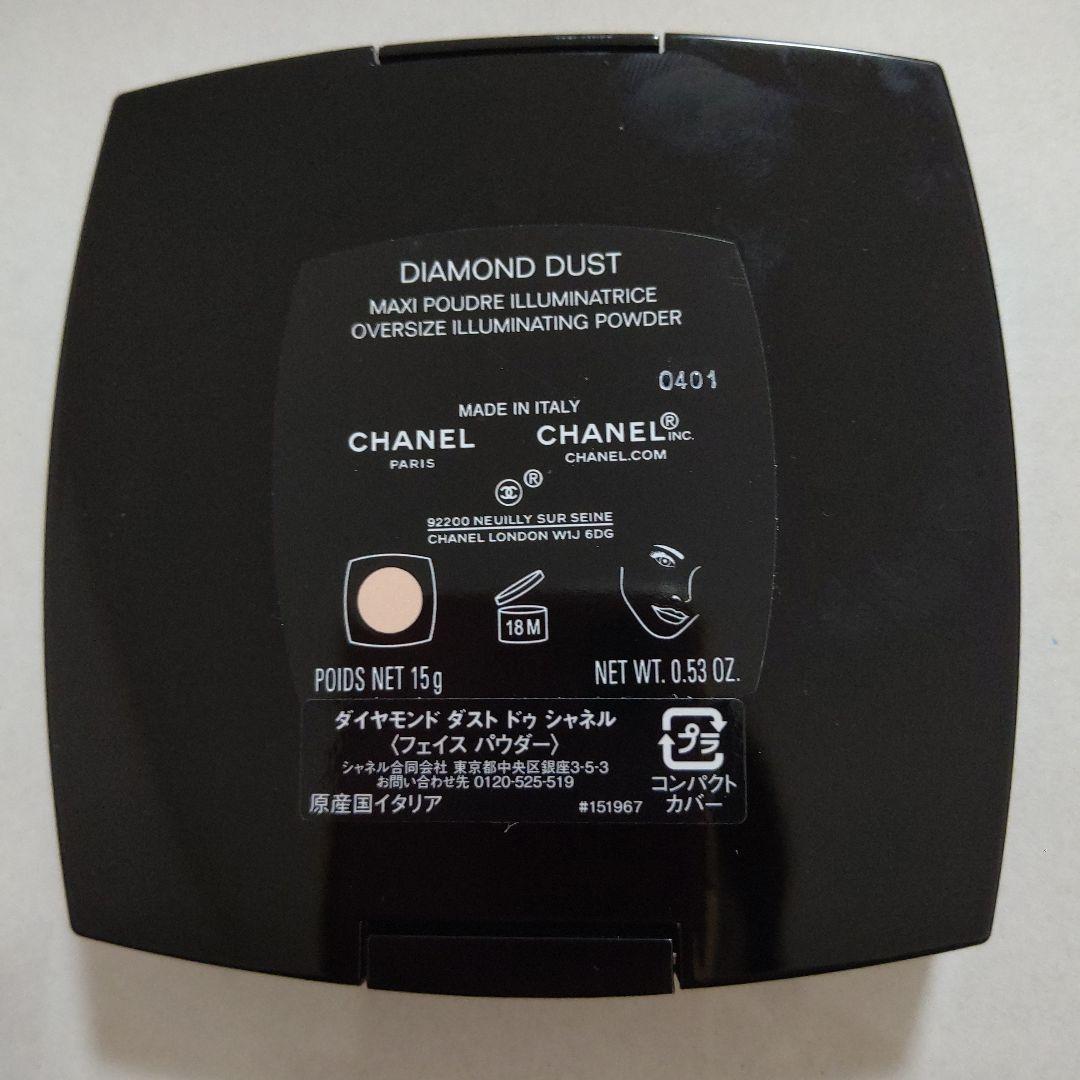 DIAMOND DUST
MAXI POUDRE ILLUMINATRICE
OVERSIZE ILLUMINATING POWDER
0401
MADE IN ITALY
CHANEL CHANEL® INC.
PARIS CHANEL.COM
®
92200 NEUILLY SUR SEINE
CHANEL LONDON W1J 6DG
18M
POIDS NET 15g NET WT. 0.53 OZ.
ダイヤモンド ダスト ドゥ シャネル
〈フェイス パウダー〉
シャネル合同会社 東京都中央区銀座3-5-3
お問い合わせ先 0120-525-519
原産国イタリア #151967
プラ
コンパクト
カバー